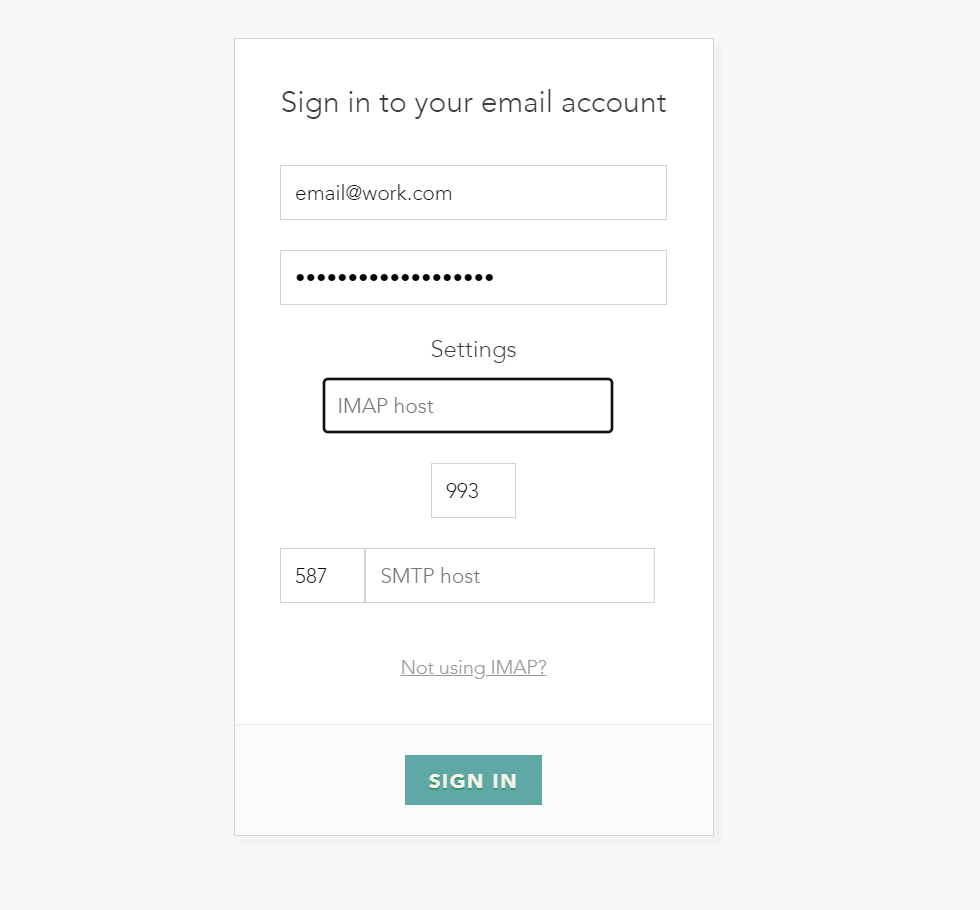 Sign in to your email account
email@work.com
•••••••••••••••••••
Settings
IMAP host
993
587 SMTP host
Not using IMAP?
SIGN IN